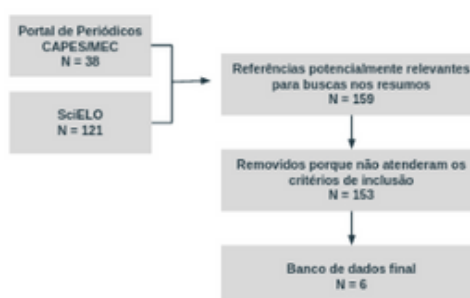 Portal de Periódicos
CAPES/MEC
N = 38
SciELO
N = 121
Referências potencialmente relevantes
para buscas nos resumos
N = 159
Removidos porque não atenderam os
critérios de inclusão
N = 153
Banco de dados final
N = 6